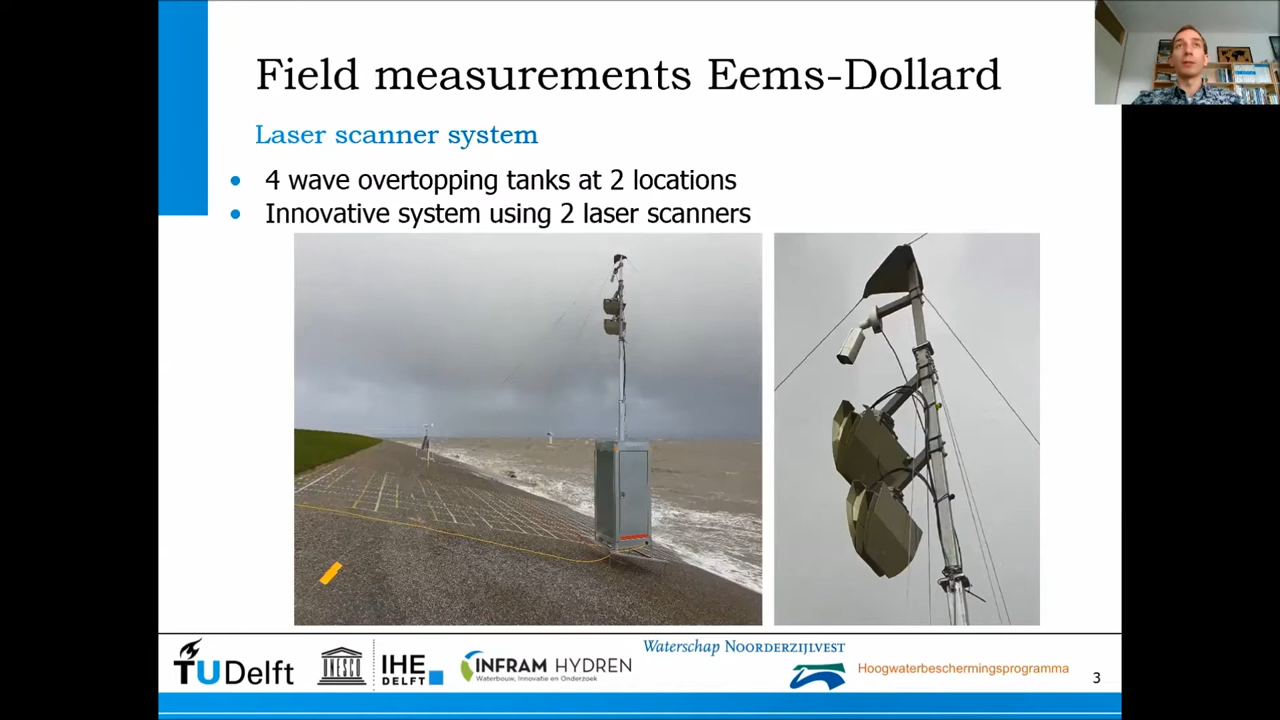 Field measurements Eems-Dollard
Laser scanner system
• 4 wave overtopping tanks at 2 locations
• Innovative system using 2 laser scanners
TUDelft
UNESCO
IHE
DELFT
INFRAM HYDREN
Waterbouw, Innovatie en Onderzoek
Waterschap NOORDERZIJLVEST
Hoogwaterbeschermingsprogramma
3